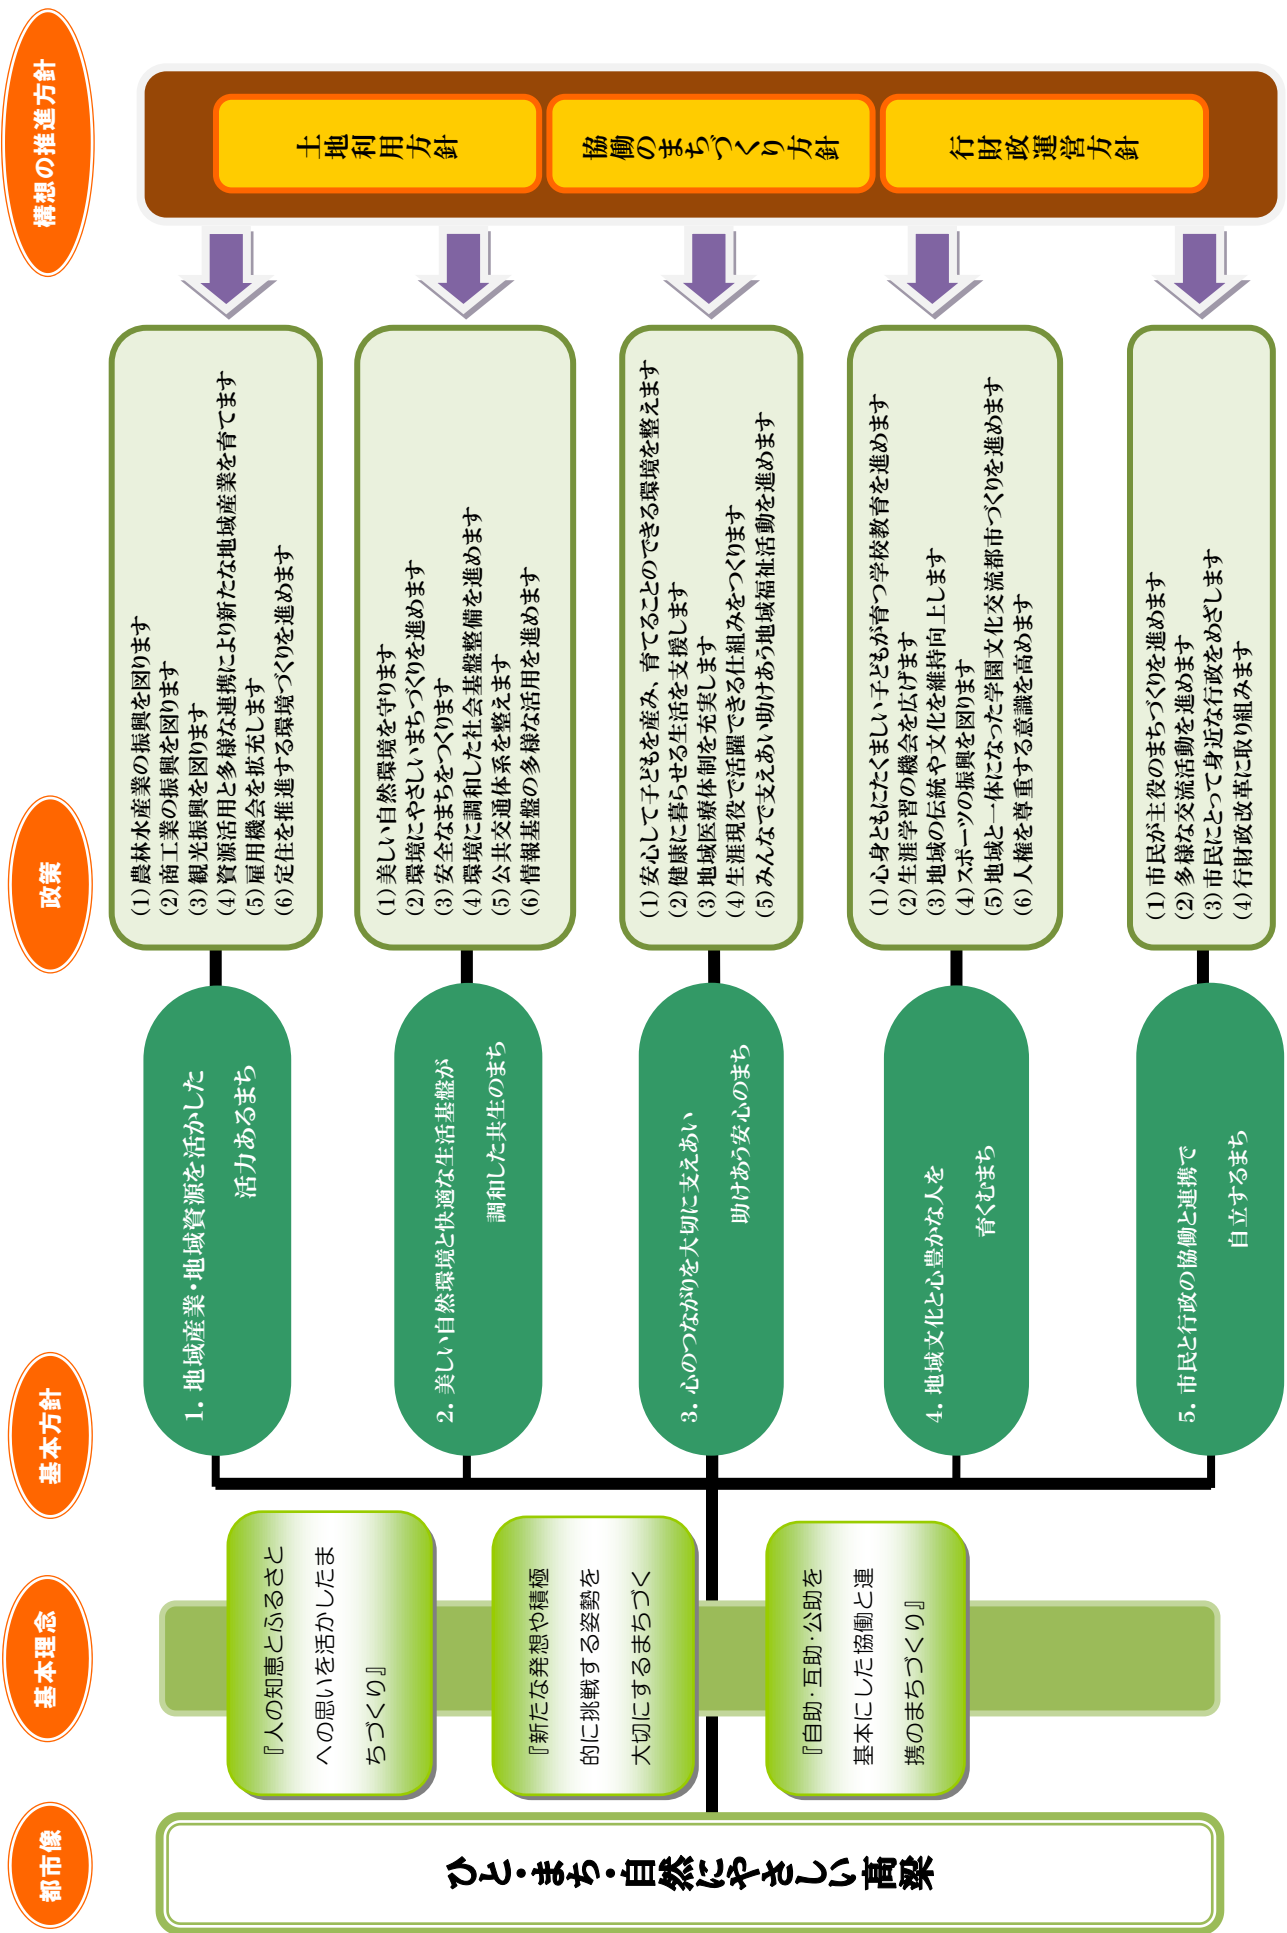 都市像
ひと・まち・自然にやさしい高梁
基本理念
『人の知恵とふるさと
への思いを活かしたま
ちづくり』
『新たな発想や積極
的に挑戦する姿勢を
大切にするまちづく
『自助・互助・公助を
基本にした協働と連
携のまちづくり』
基本方針
1. 地域産業・地域資源を活かした
活力あるまち
2. 美しい自然環境と快適な生活基盤が
調和した共生のまち
3. 心のつながりを大切に支えあい
助けあう安心のまち
4. 地域文化と心豊かな人を
育くむまち
5. 市民と行政の協働と連携で
自立するまち
政策
(1)農林水産業の振興を図ります
(2)商工業の振興を図ります
(3)観光振興を図ります
(4)資源活用と多様な連携により新たな地域産業を育てます
(5)雇用機会を拡充します
(6)定住を推進する環境づくりを進めます
(1)美しい自然環境を守ります
(2)環境にやさしいまちづくりを進めます
(3)安全なまちをつくります
(4)環境に調和した社会基盤整備を進めます
(5)公共交通体系を整えます
(6)情報基盤の多様な活用を進めます
(1)安心して子どもを産み、育てることのできる環境を整えます
(2)健康に暮らせる生活を支援します
(3)地域医療体制を充実します
(4)生涯現役で活躍できる仕組みをつくります
(5)みんなで支えあい助けあう地域福祉活動を進めます
(1)心身ともにたくましい子どもが育つ学校教育を進めます
(2)生涯学習の機会を広げます
(3)地域の伝統や文化を維持向上します
(4)スポーツの振興を図ります
(5)地域と一体になった学園文化交流都市づくりを進めます
(6)人権を尊重する意識を高めます
(1)市民が主役のまちづくりを進めます
(2)多様な交流活動を進めます
(3)市民にとって身近な行政をめざします
(4)行財政改革に取り組みます
構想の推進方針
土地利用方針
協働のまちづくり方針
行財政運営方針